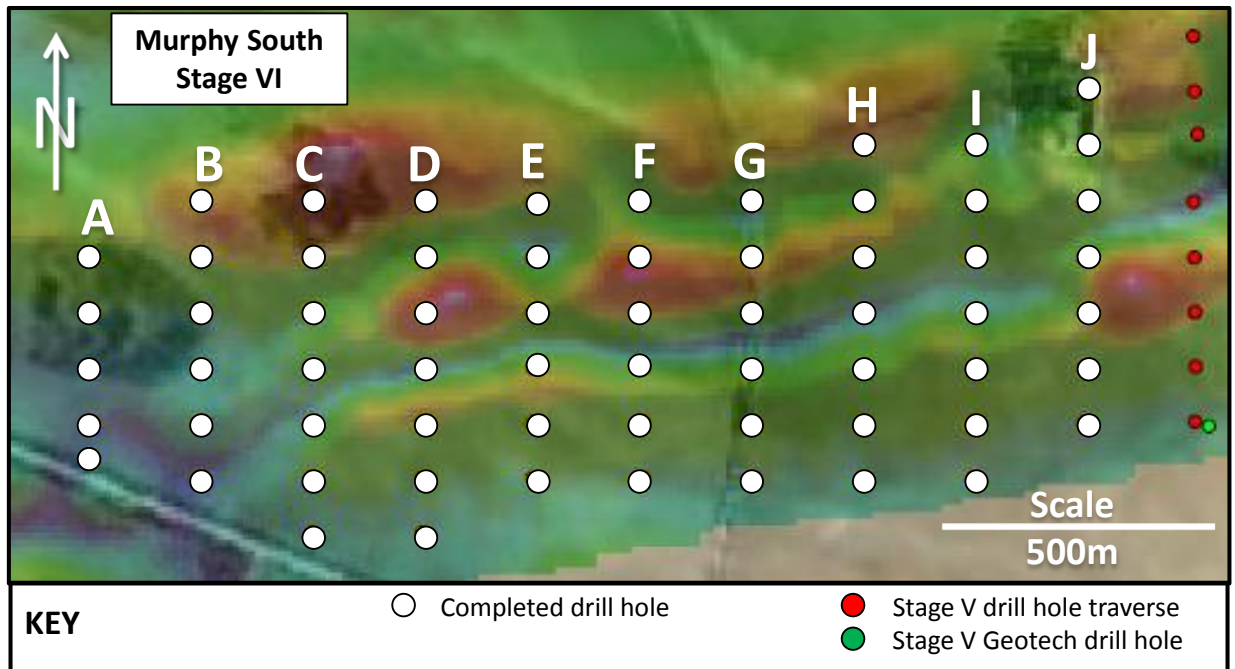 Murphy South
Stage VI
N
A
B
C
D
E
F
G
H
I
J
Scale
500m
KEY
Completed drill hole
Stage V drill hole traverse
Stage V Geotech drill hole